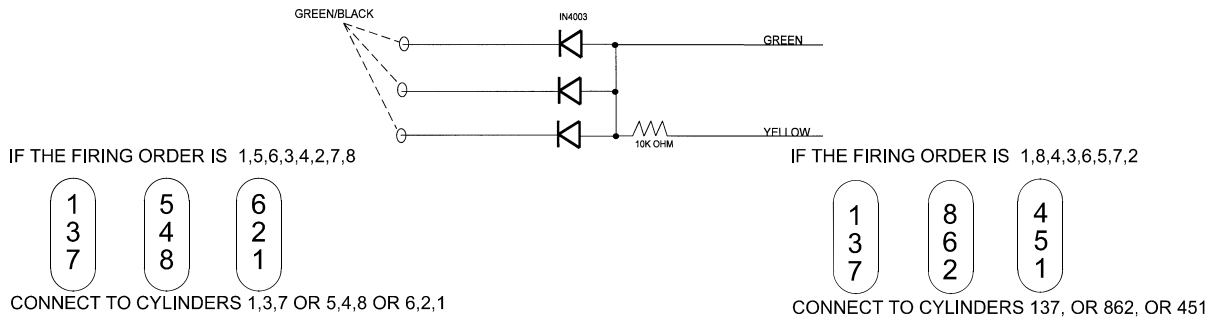 GREEN/BLACK
IN4003
GREEN
YELLOW
10K OHM
IF THE FIRING ORDER IS 1,5,6,3,4,2,7,8
1 5 6
3 4 2
7 8 1
CONNECT TO CYLINDERS 1,3,7 OR 5,4,8 OR 6,2,1
IF THE FIRING ORDER IS 1,8,4,3,6,5,7,2
1 8 4
3 6 5
7 2 1
CONNECT TO CYLINDERS 137, OR 862, OR 451